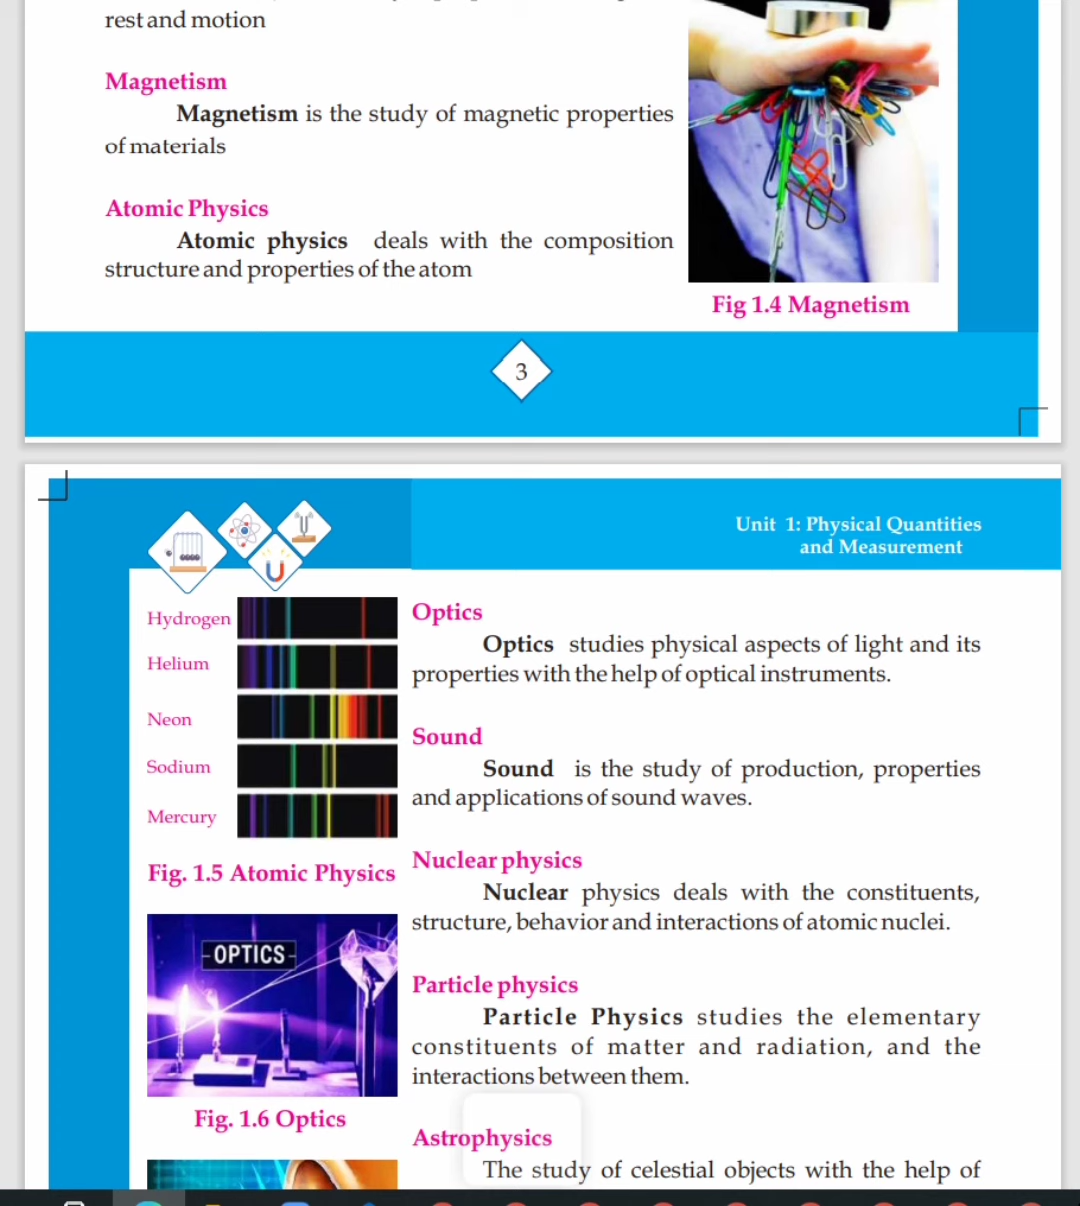 rest and motion
Magnetism
Magnetism is the study of magnetic properties
of materials
Atomic Physics
Atomic physics deals with the composition
structure and properties of the atom
Fig 1.4 Magnetism
3
Unit 1: Physical Quantities
and Measurement
Hydrogen
Helium
Neon
Sodium
Mercury
Fig. 1.5 Atomic Physics
OPTICS
Fig. 1.6 Optics
Optics
Optics studies physical aspects of light and its
properties with the help of optical instruments.
Sound
Sound is the study of production, properties
and applications of sound waves.
Nuclear physics
Nuclear physics deals with the constituents,
structure, behavior and interactions of atomic nuclei.
Particle physics
Particle Physics studies the elementary
constituents of matter and radiation, and the
interactions between them.
Astrophysics
The study of celestial objects with the help of